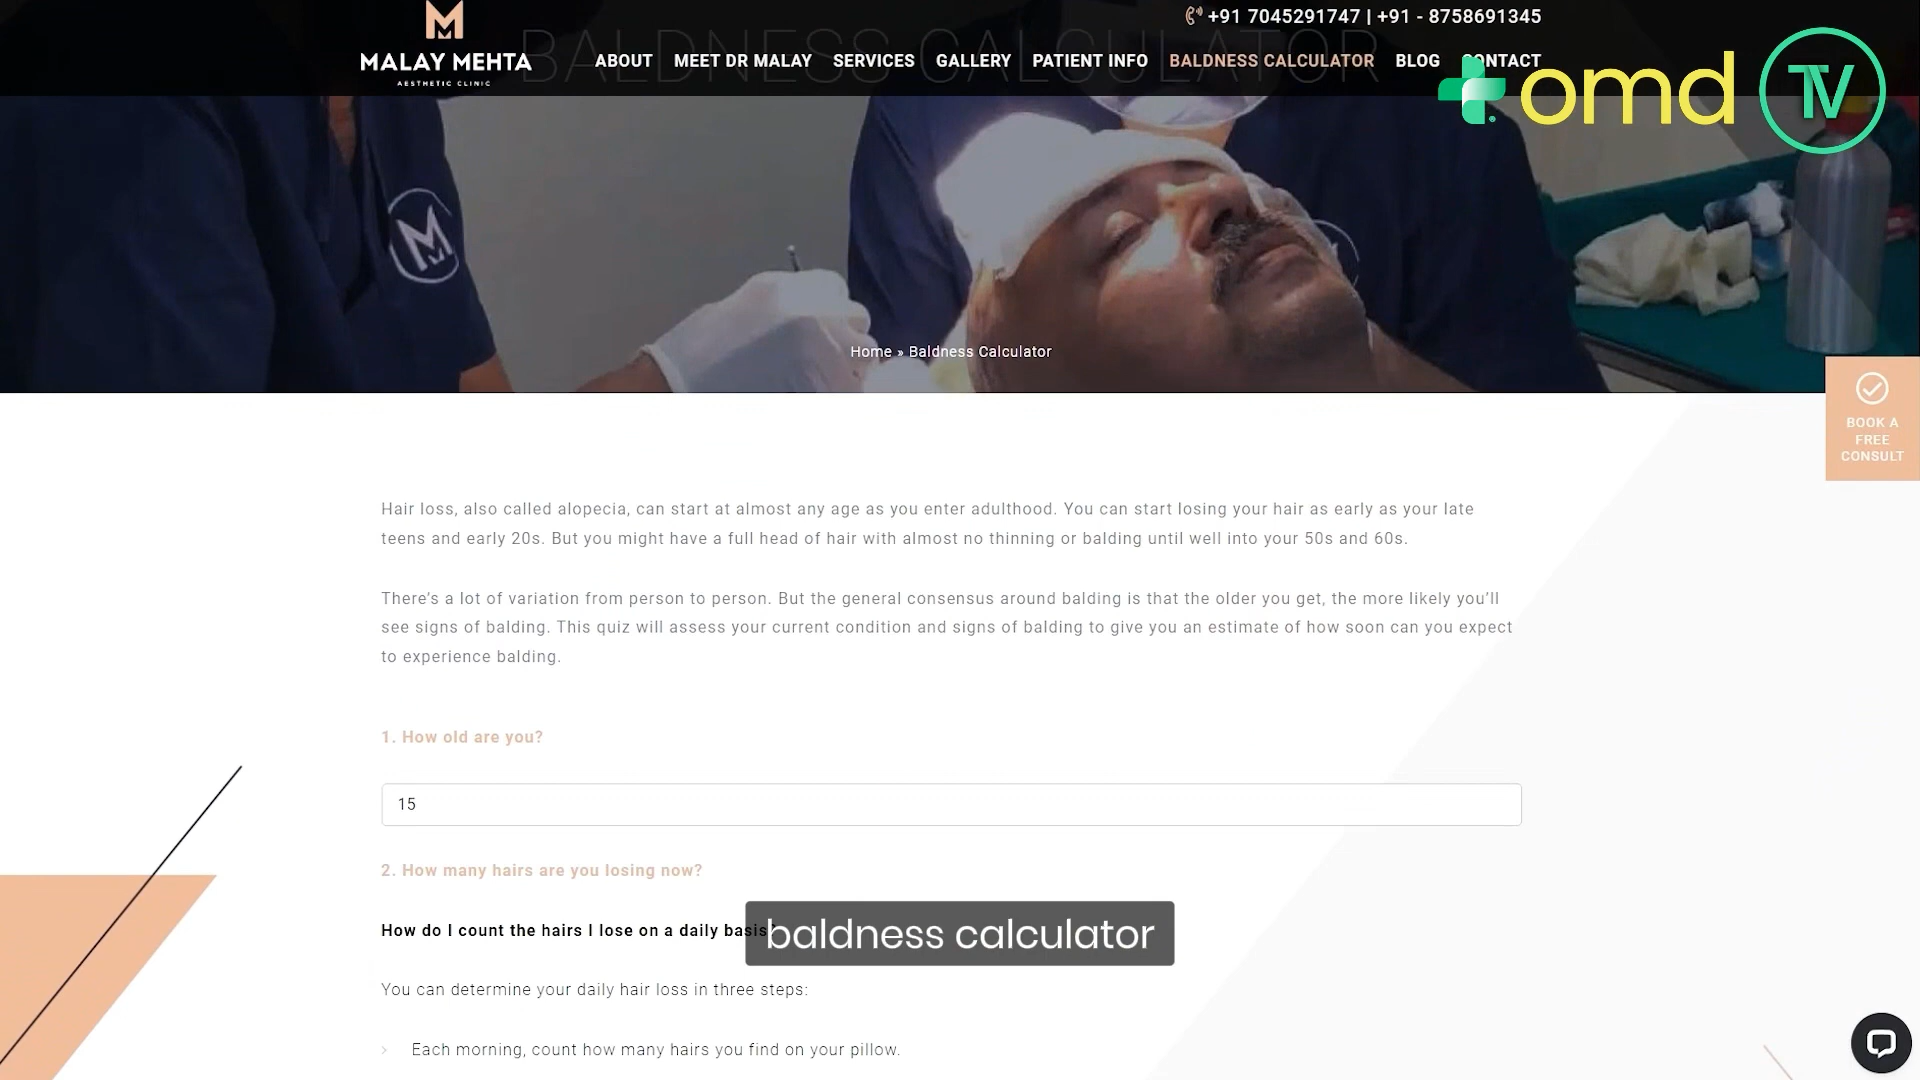 +91 7045291747 | +91 - 8758691345
BALDNESS CALCULATOR
M
MALAY MEHTA
AESTHETIC CLINIC
ABOUT MEET DR MALAY SERVICES GALLERY PATIENT INFO BALDNESS CALCULATOR BLOG CONTACT
omd TV
M
Home » Baldness Calculator
BOOK A
FREE
CONSULT
Hair loss, also called alopecia, can start at almost any age as you enter adulthood. You can start losing your hair as early as your late
teens and early 20s. But you might have a full head of hair with almost no thinning or balding until well into your 50s and 60s.
There’s a lot of variation from person to person. But the general consensus around balding is that the older you get, the more likely you’ll
see signs of balding. This quiz will assess your current condition and signs of balding to give you an estimate of how soon can you expect
to experience balding.
1. How old are you?
15
2. How many hairs are you losing now?
How do I count the hairs I lose on a daily basis?
baldness calculator
You can determine your daily hair loss in three steps:
Each morning, count how many hairs you find on your pillow.